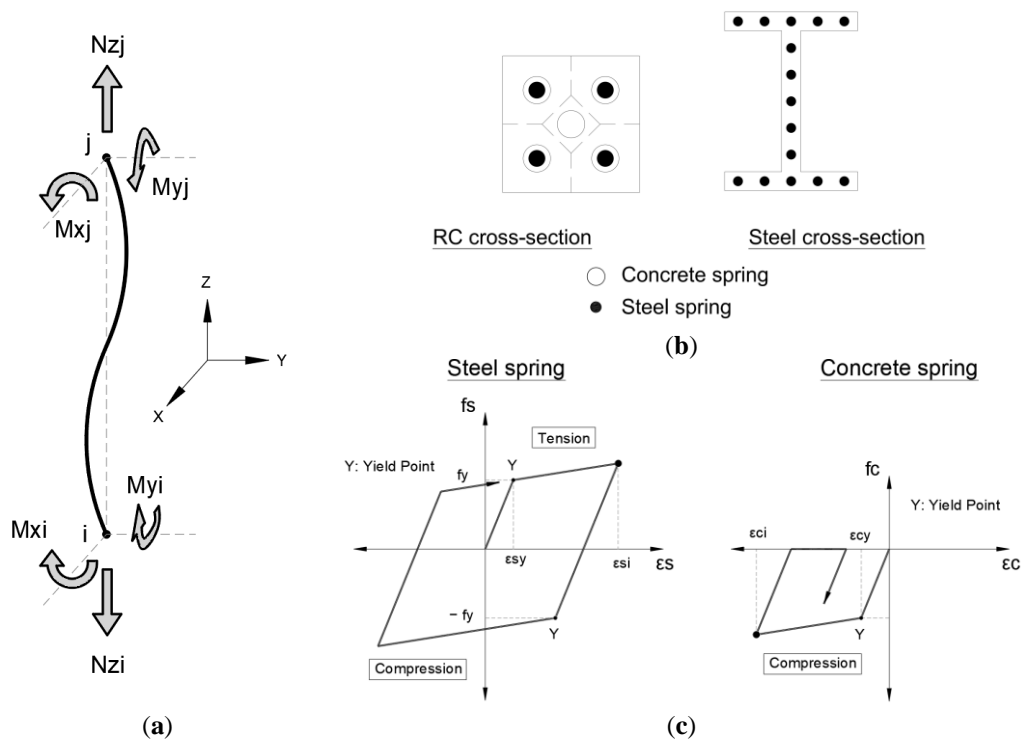 Nzj
j
Myj
Mxj
Z
Y
X
Myi
Mxi
i
Nzi
(a)
RC cross-section
Steel cross-section
Concrete spring
Steel spring
(b)
Steel spring
fs
Tension
Y: Yield Point
fy
Y
εsy
εsi
εs
– fy
Y
Compression
Concrete spring
fc
Y: Yield Point
εci
εcy
εc
Y
Compression
(c)